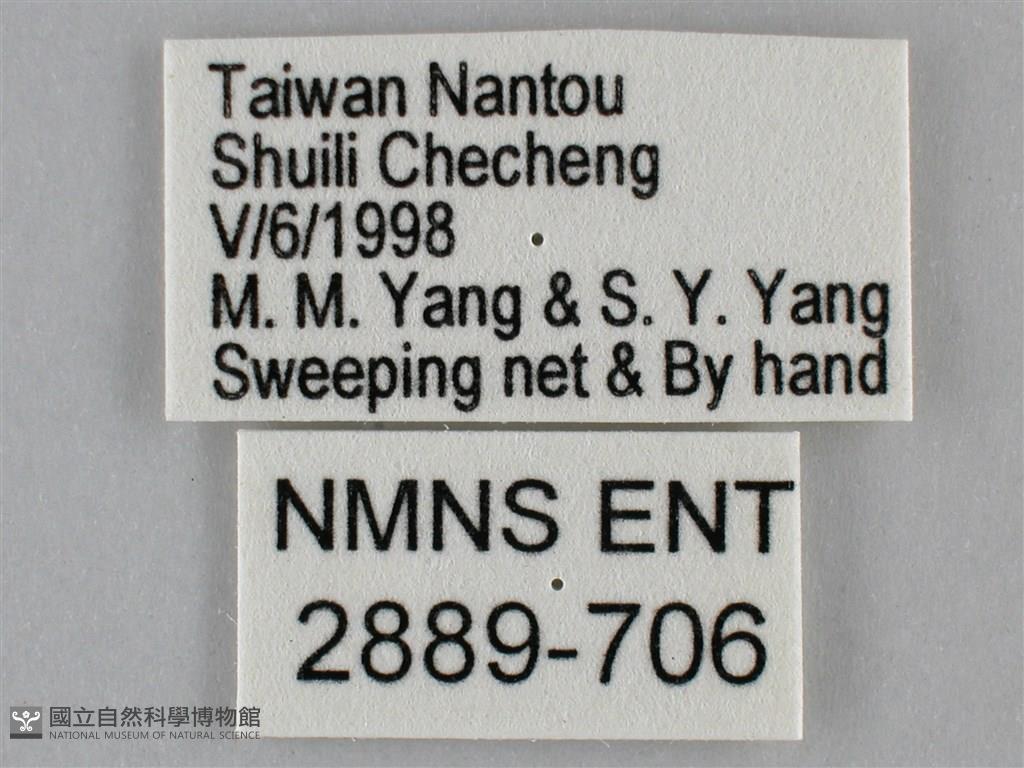 Taiwan Nantou
Shuili Checheng
V/6/1998
M. M. Yang & S. Y. Yang
Sweeping net & By hand
NMNS ENT
2889-706
國立自然科學博物館
NATIONAL MUSEUM OF NATURAL SCIENCE